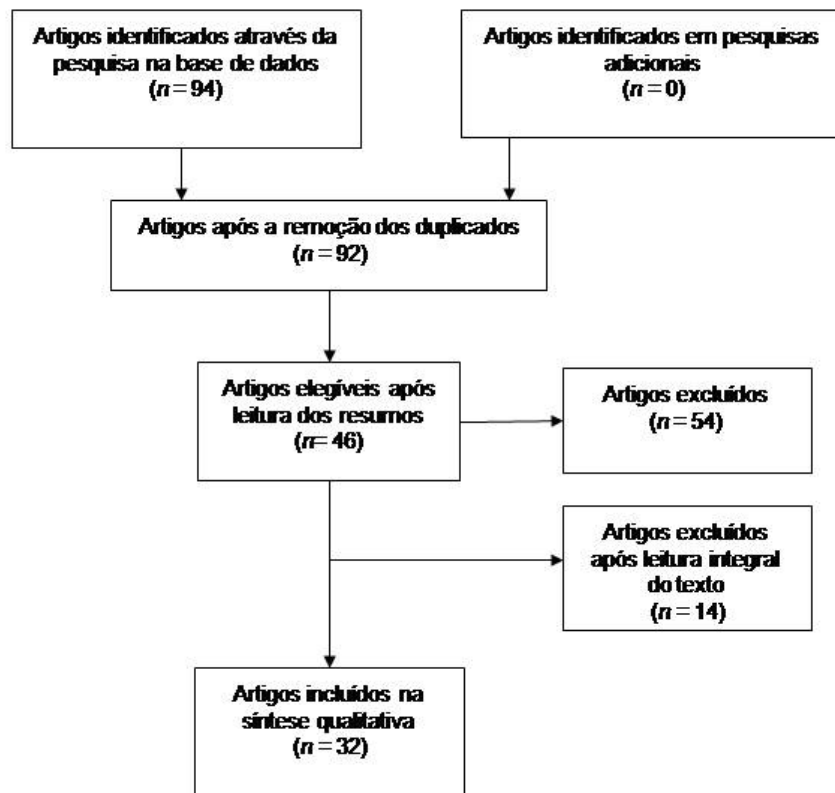 Artigos identificados através da
pesquisa na base de dados
(n = 94)
Artigos identificados em pesquisas
adicionais
(n = 0)
Artigos após a remoção dos duplicados
(n = 92)
Artigos elegíveis após
leitura dos resumos
(n= 46)
Artigos excluídos
(n = 54)
Artigos excluídos
após leitura integral
do texto
(n = 14)
Artigos incluídos na
síntese qualitativa
(n = 32)